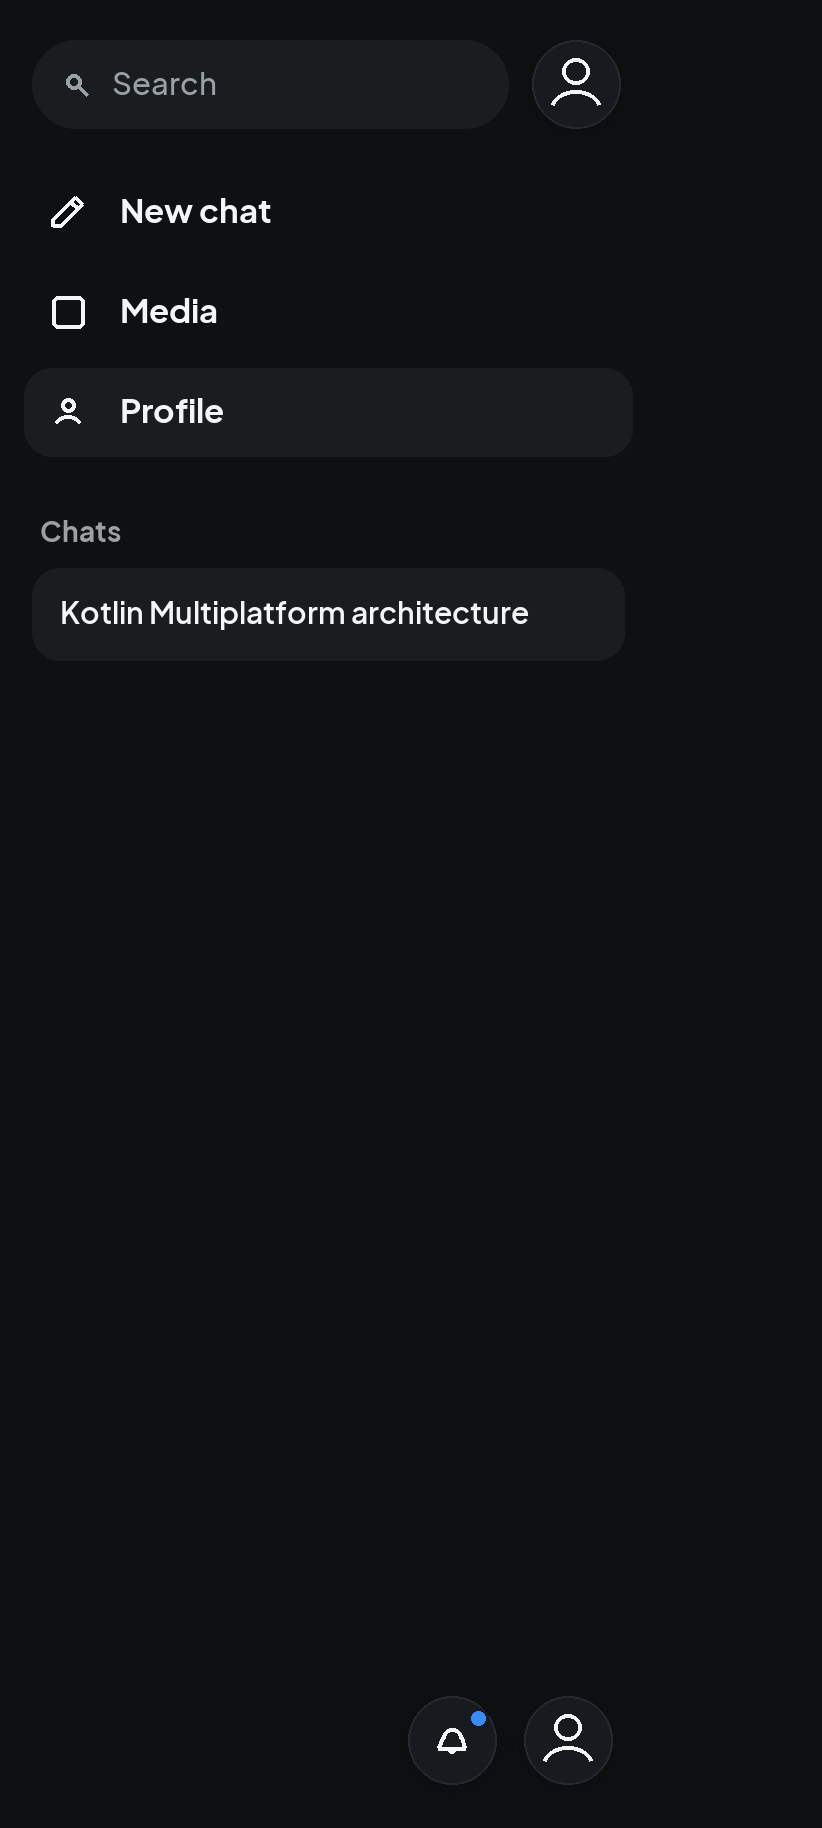 Search
New chat
Media
Profile
Chats
Kotlin Multiplatform architecture